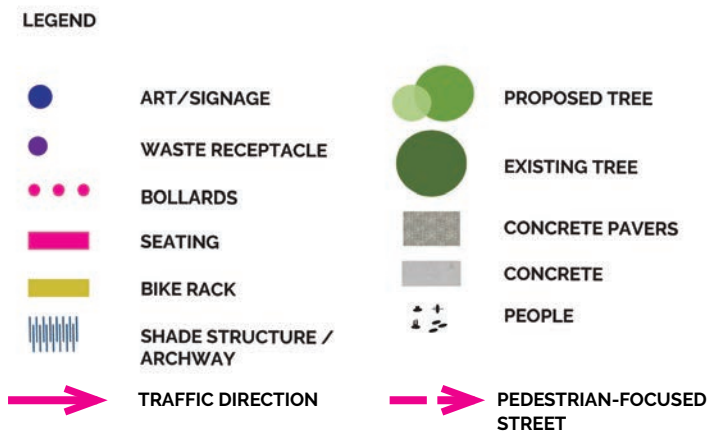 LEGEND
ART/SIGNAGE
WASTE RECEPTACLE
BOLLARDS
SEATING
BIKE RACK
SHADE STRUCTURE /
ARCHWAY
TRAFFIC DIRECTION
PROPOSED TREE
EXISTING TREE
CONCRETE PAVERS
CONCRETE
PEOPLE
PEDESTRIAN-FOCUSED
STREET